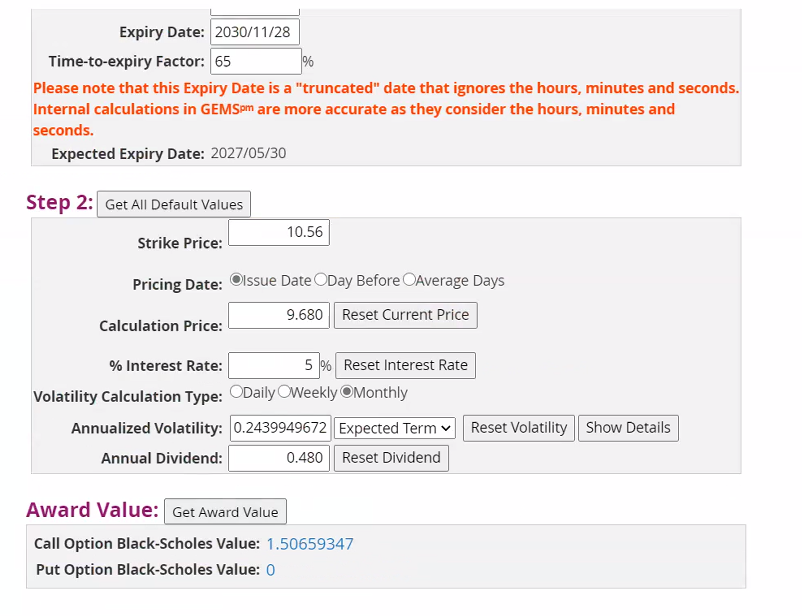 Expiry Date: 2030/11/28
Time-to-expiry Factor: 65 %
Please note that this Expiry Date is a "truncated" date that ignores the hours, minutes and seconds.
Internal calculations in GEMSpm are more accurate as they consider the hours, minutes and
seconds.
Expected Expiry Date: 2027/05/30
Step 2: Get All Default Values
Strike Price: 10.56
Pricing Date: Issue Date Day Before Average Days
Calculation Price: 9.680 Reset Current Price
% Interest Rate: 5 % Reset Interest Rate
Volatility Calculation Type: Daily Weekly Monthly
Annualized Volatility: 0.2439949672 Expected Term Reset Volatility Show Details
Annual Dividend: 0.480 Reset Dividend
Award Value: Get Award Value
Call Option Black-Scholes Value: 1.50659347
Put Option Black-Scholes Value: 0